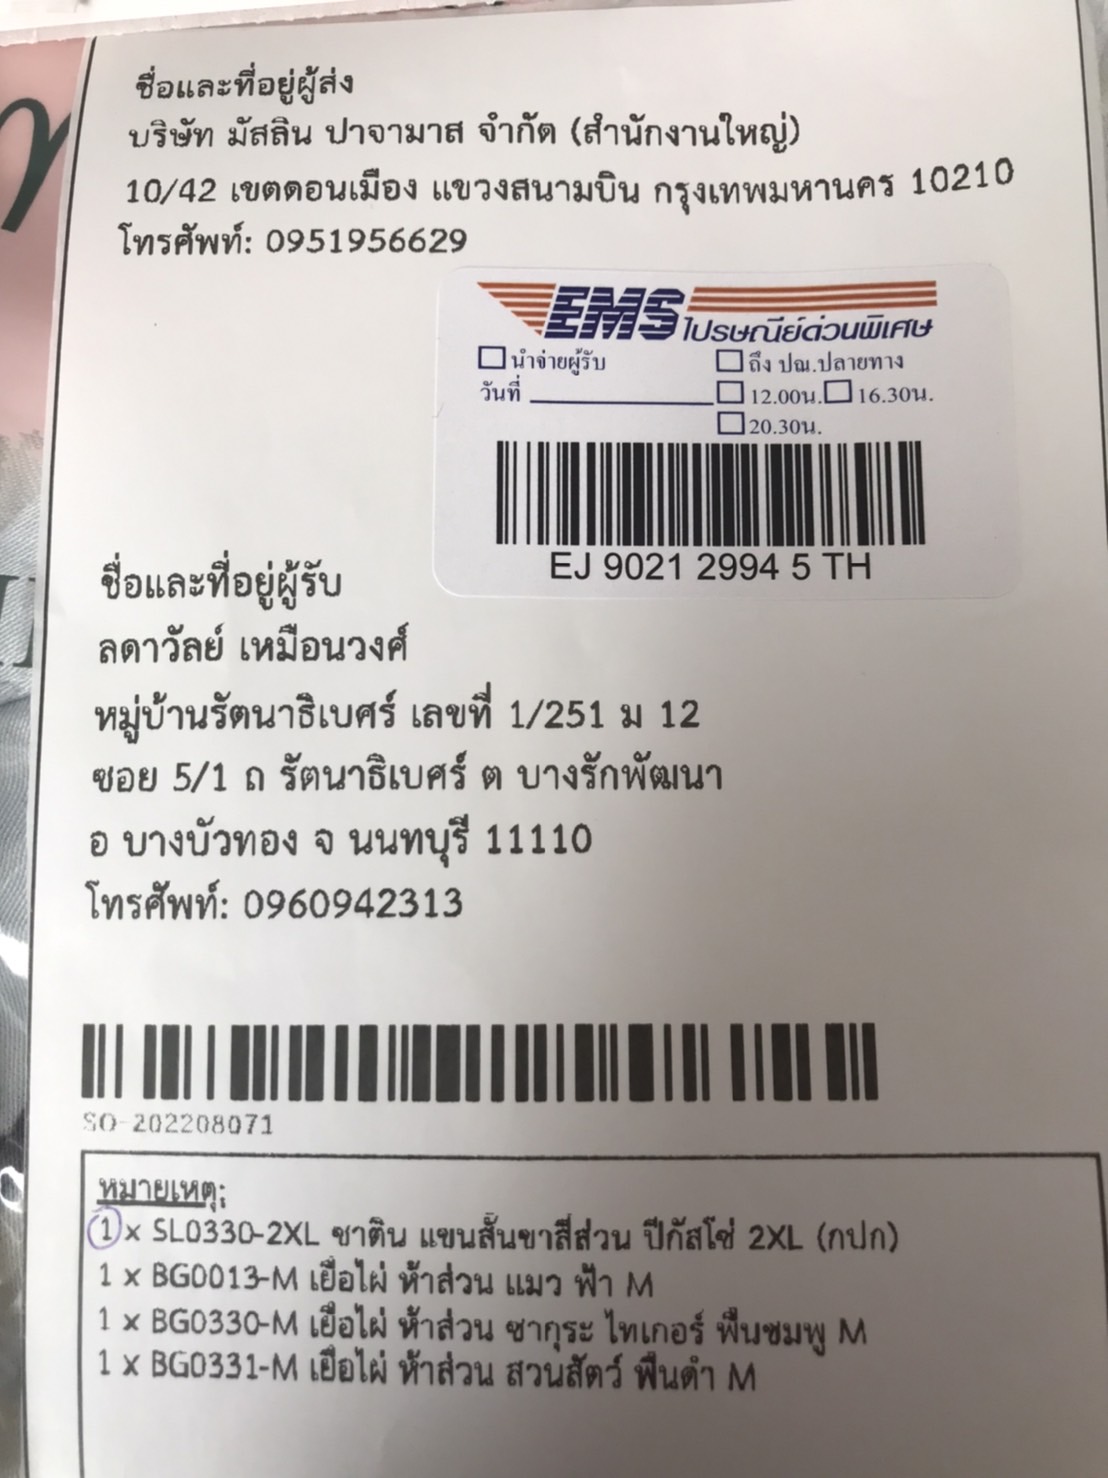 ชื่อและที่อยู่ผู้ส่ง
บริษัท มัสลิน ปาจามาส จำกัด (สำนักงานใหญ่)
10/42 เขตดอนเมือง แขวงสนามบิน กรุงเทพมหานคร 10210
โทรศัพท์: 0951956629
EMS ไปรษณีย์ด่วนพิเศษ
นำจ่ายผู้รับ ถึง ปณ.ปลายทาง
วันที่ 12.00น. 16.30น.
20.30น.
EJ 9021 2994 5 TH
ชื่อและที่อยู่ผู้รับ
ลดาวัลย์ เหมือนวงศ์
หมู่บ้านรัตนาธิเบศร์ เลขที่ 1/251 ม 12
ซอย 5/1 ถ รัตนาธิเบศร์ ต บางรักพัฒนา
อ บางบัวทอง จ นนทบุรี 11110
โทรศัพท์: 0960942313
SO-202208071
หมายเหตุ:
1 x SL0330-2XL ซาติน แขนสั้นขาสี่ส่วน ปีกัสโซ่ 2XL (กปก)
1 x BG0013-M เยื่อไผ่ ห้าส่วน แมว ฟ้า M
1 x BG0330-M เยื่อไผ่ ห้าส่วน ซากุระ ไทเกอร์ พื้นชมพู M
1 x BG0331-M เยื่อไผ่ ห้าส่วน สวนสัตว์ พื้นดำ M